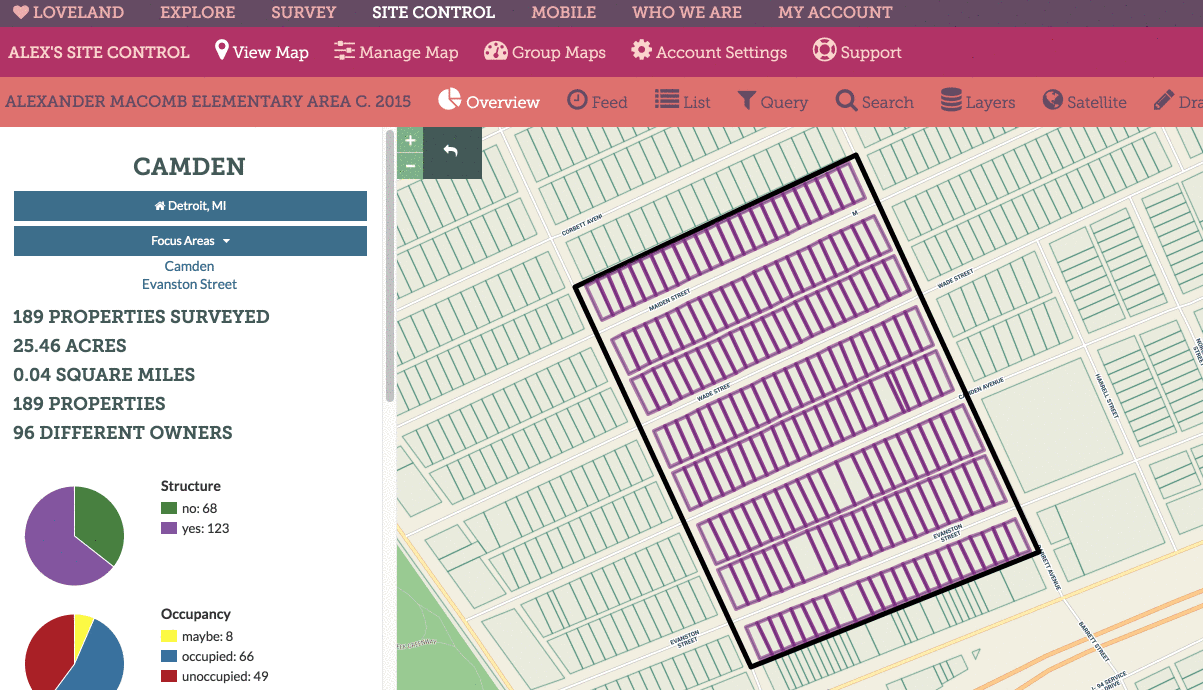 LOVELAND EXPLORE SURVEY SITE CONTROL MOBILE WHO WE ARE MY ACCOUNT
ALEX'S SITE CONTROL View Map Manage Map Group Maps Account Settings Support
ALEXANDER MACOMB ELEMENTARY AREA C. 2015 Overview Feed List Query Search Layers Satellite Dra
+
−
CAMDEN
Detroit, MI
Focus Areas
Camden
Evanston Street
189 PROPERTIES SURVEYED
25.46 ACRES
0.04 SQUARE MILES
189 PROPERTIES
96 DIFFERENT OWNERS
Structure
no: 68
yes: 123
Occupancy
maybe: 8
occupied: 66
unoccupied: 49
CORBETT AVENI
M
MAIDEN STREET
WADE STREET
WADE STREE
CAMDEN AVENUE
HARRELL STREET
STREET
EVANSTON
STREET
EVANSTON
STREET
BARRETT STREET
I- 94 SERVICE
DRIVE